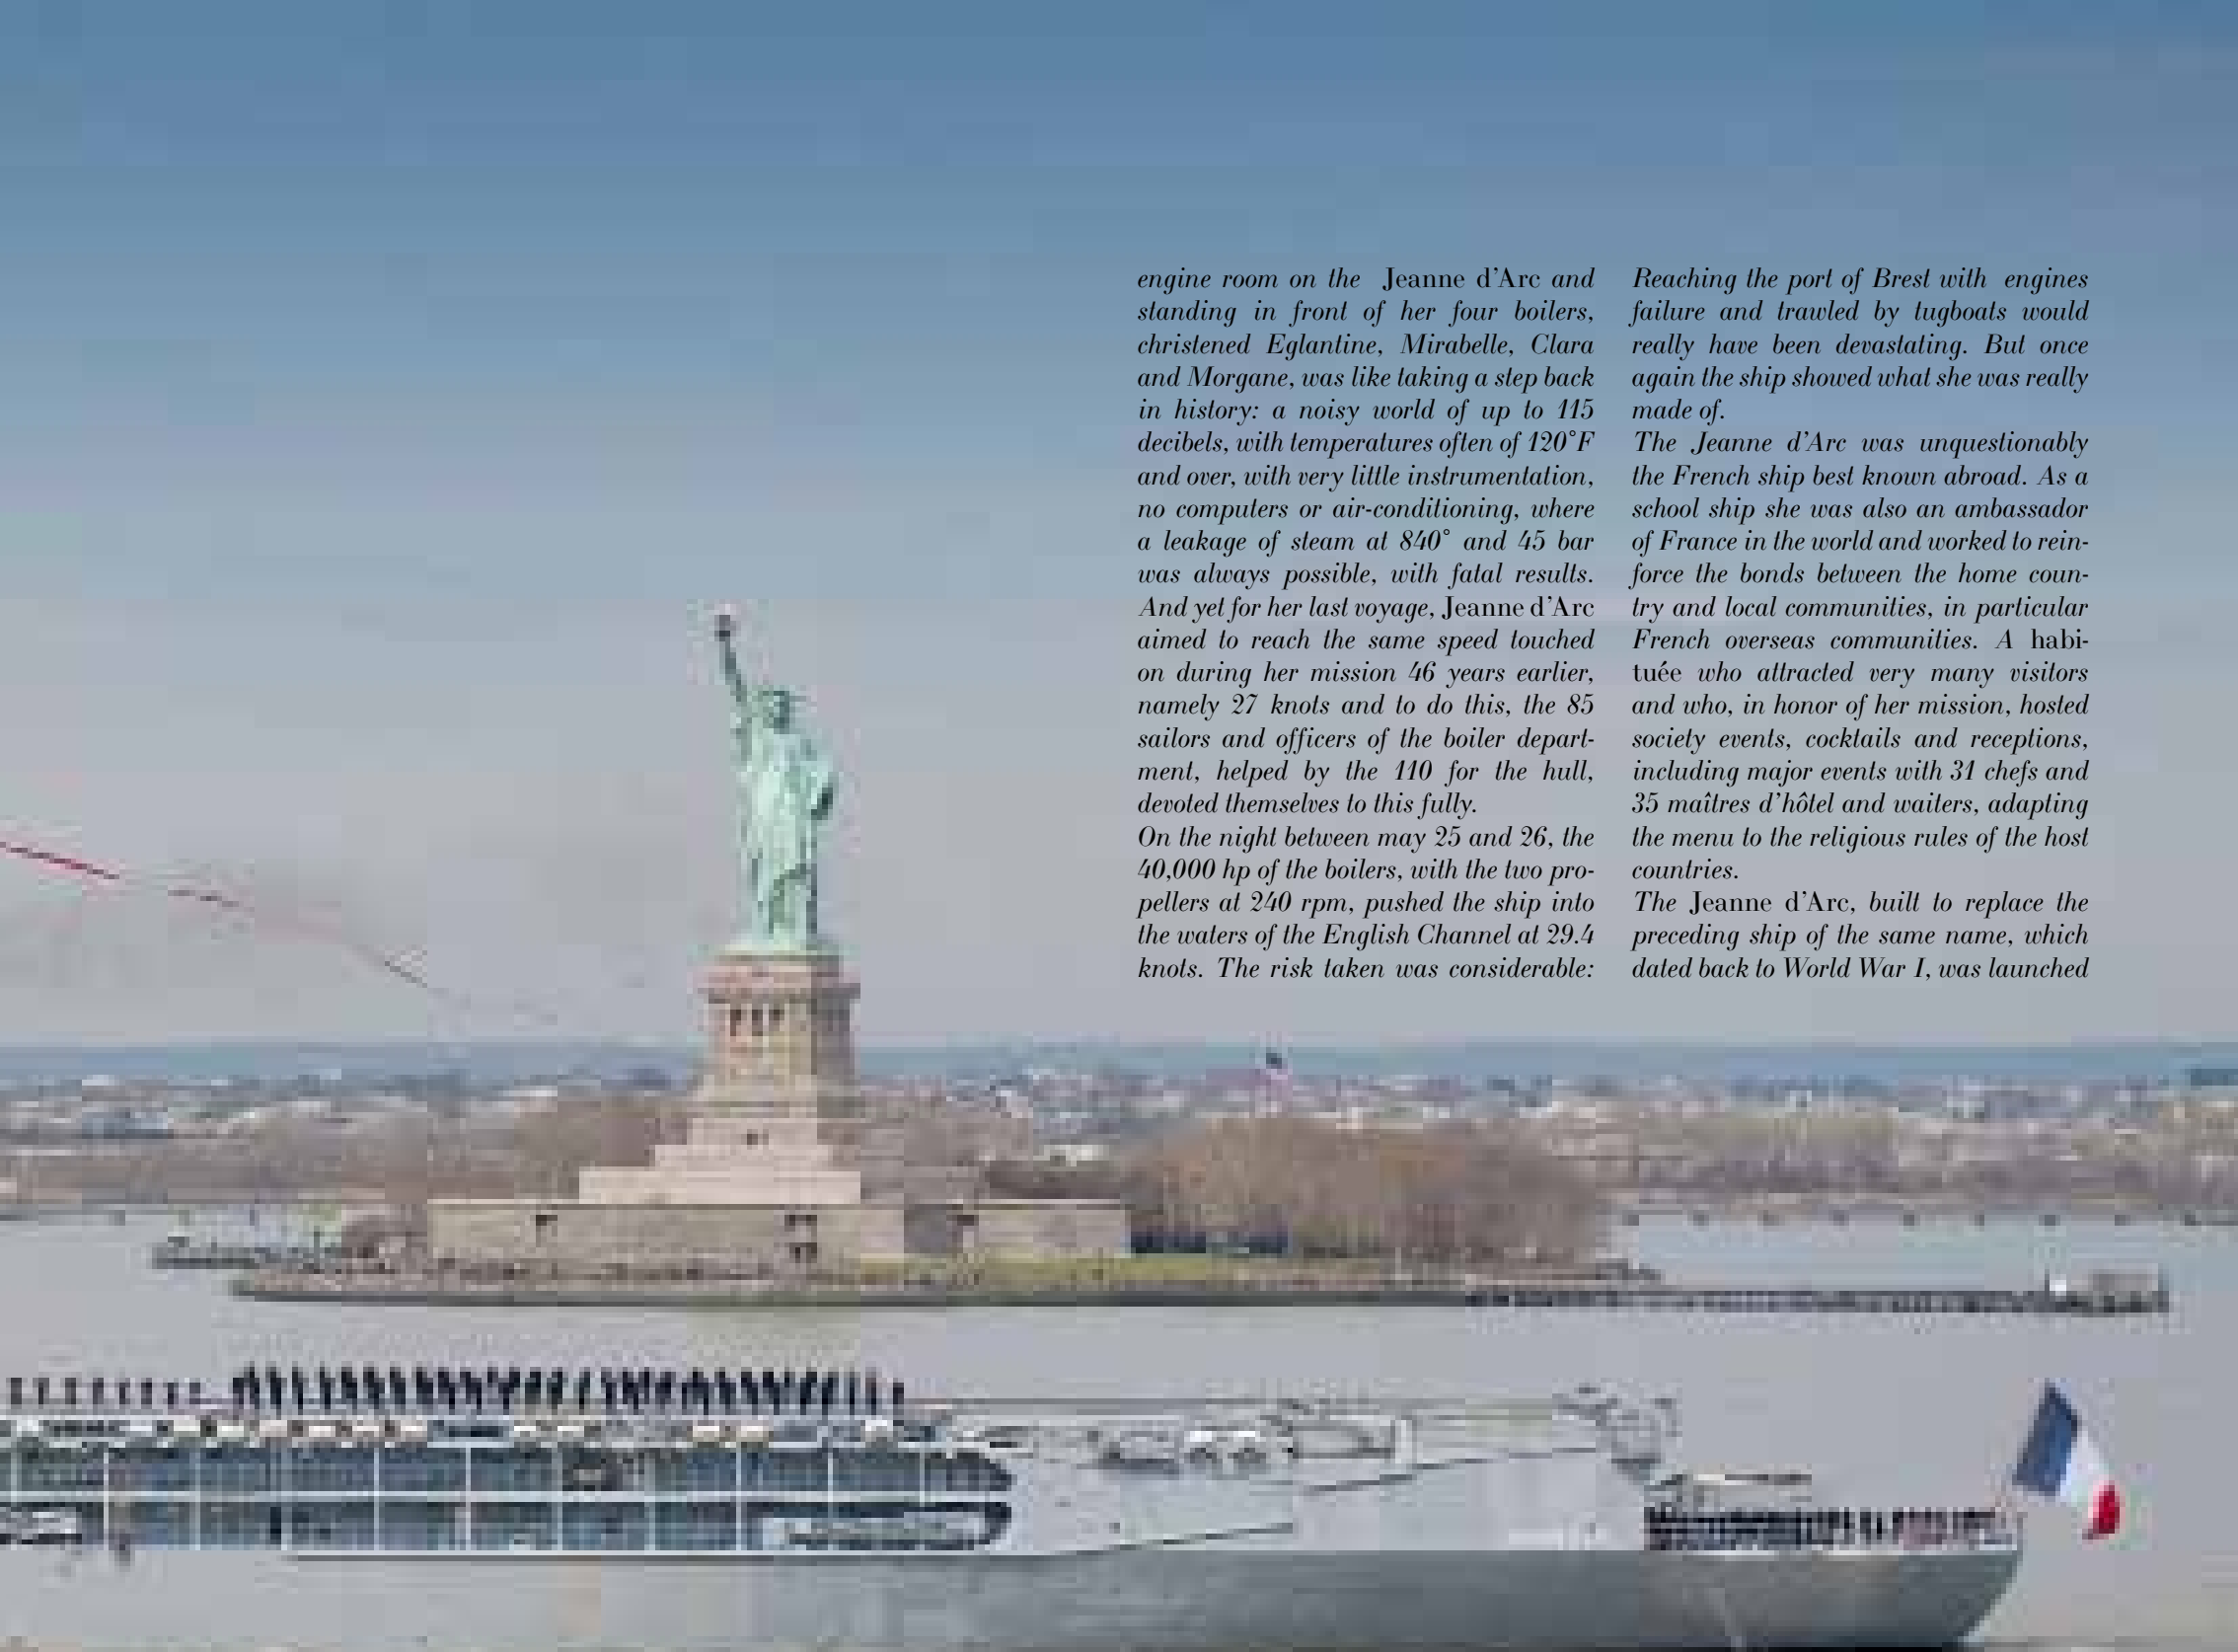 engine room on the Jeanne d’Arc and
standing in front of her four boilers,
christened Eglantine, Mirabelle, Clara
and Morgane, was like taking a step back
in history: a noisy world of up to 115
decibels, with temperatures often of 120°F
and over, with very little instrumentation,
no computers or air-conditioning, where
a leakage of steam at 840° and 45 bar
was always possible, with fatal results.
And yet for her last voyage, Jeanne d’Arc
aimed to reach the same speed touched
on during her mission 46 years earlier,
namely 27 knots and to do this, the 85
sailors and officers of the boiler depart-
ment, helped by the 110 for the hull,
devoted themselves to this fully.
On the night between may 25 and 26, the
40,000 hp of the boilers, with the two pro-
pellers at 240 rpm, pushed the ship into
the waters of the English Channel at 29.4
knots. The risk taken was considerable:
Reaching the port of Brest with engines
failure and trawled by tugboats would
really have been devastating. But once
again the ship showed what she was really
made of.
The Jeanne d’Arc was unquestionably
the French ship best known abroad. As a
school ship she was also an ambassador
of France in the world and worked to rein-
force the bonds between the home coun-
try and local communities, in particular
French overseas communities. A habi-
tuée who attracted very many visitors
and who, in honor of her mission, hosted
society events, cocktails and receptions,
including major events with 31 chefs and
35 maîtres d’hôtel and waiters, adapting
the menu to the religious rules of the host
countries.
The Jeanne d’Arc, built to replace the
preceding ship of the same name, which
dated back to World War I, was launched